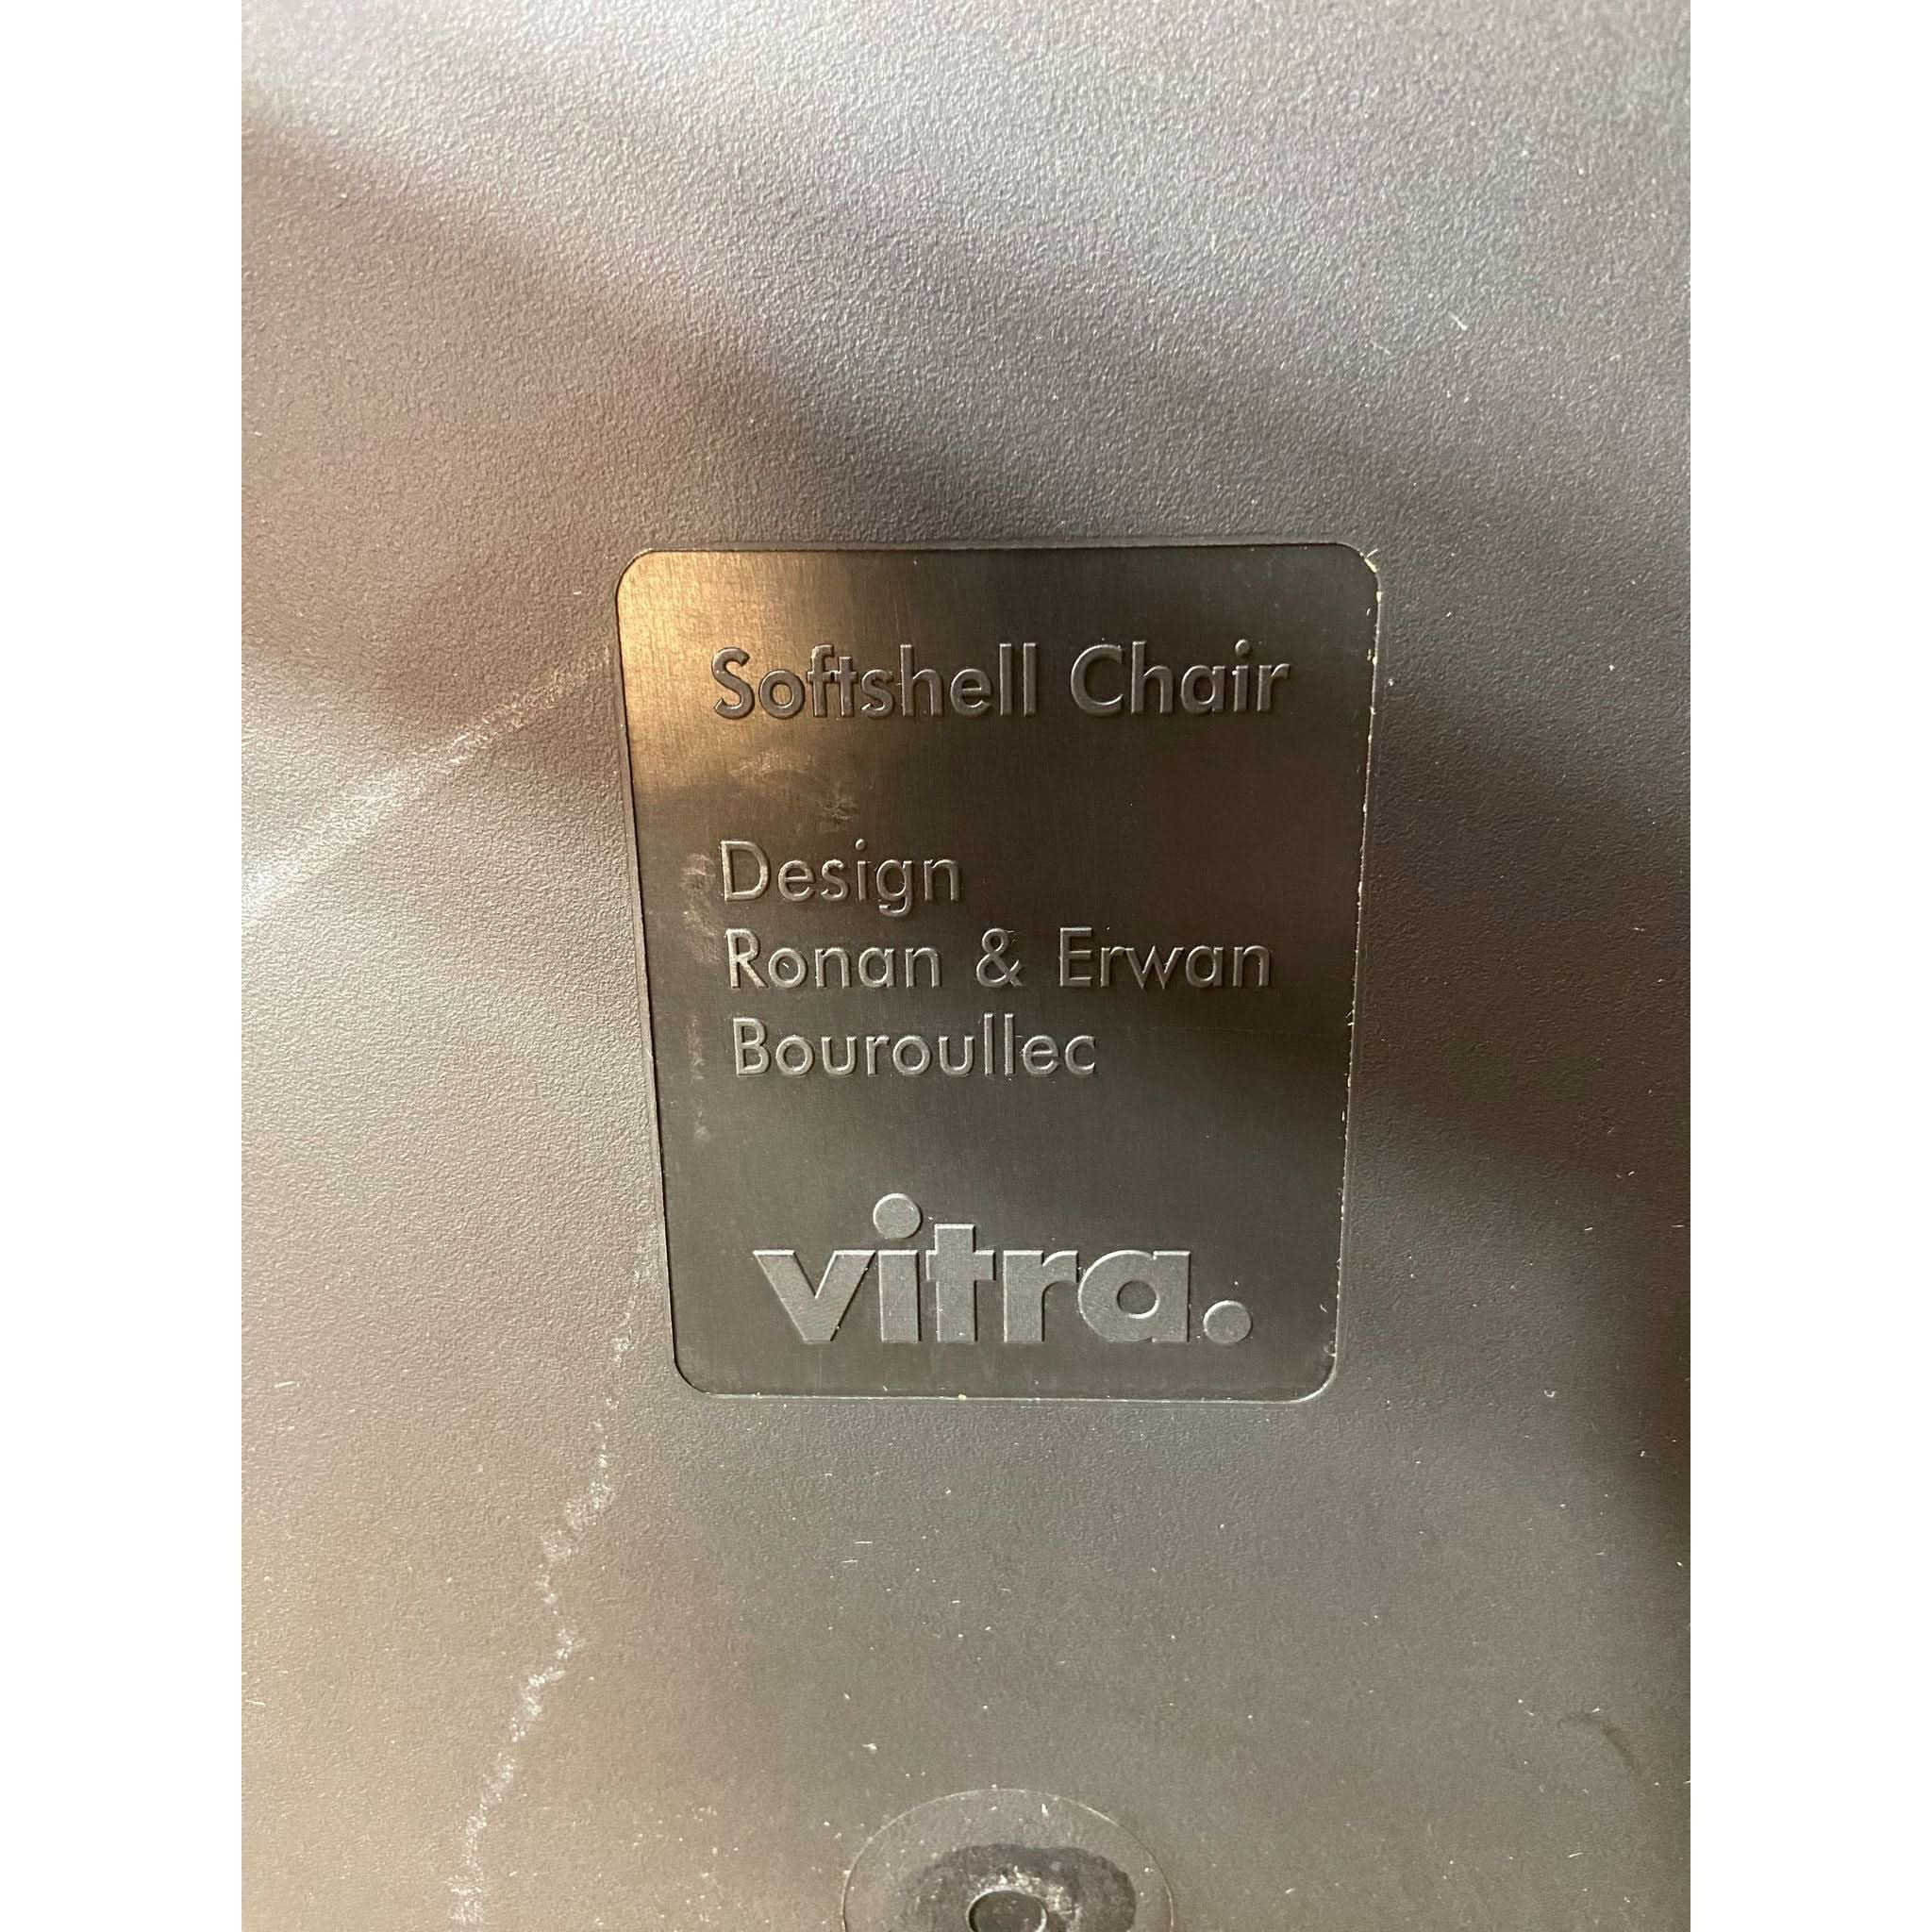 Softshell Chair
Design
Ronan & Erwan
Bouroullec
vitra.